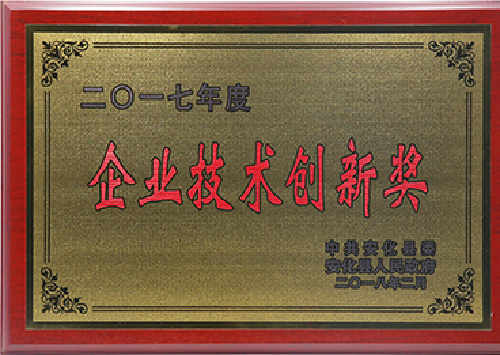 二〇一七年度
企业技术创新奖
中共安化县委
安化县人民政府
二〇一八年二月